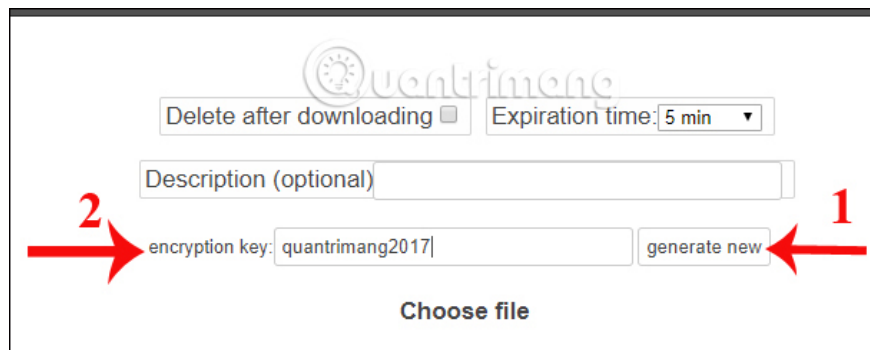 Quantrimang
Delete after downloading Expiration time: 5 min
Description (optional)
2 1
encryption key: quantrimang2017 generate new
Choose file